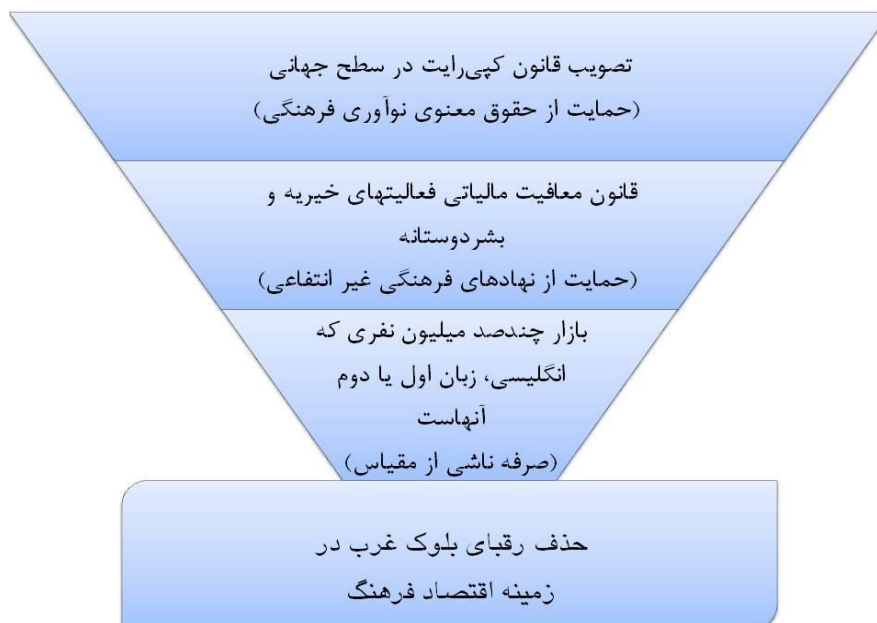 تصویب قانون کپی‌رایت در سطح جهانی
(حمایت از حقوق معنوی نوآوری فرهنگی)
قانون معافیت مالیاتی فعالیتهای خیریه و
بشردوستانه
(حمایت از نهادهای فرهنگی غیر انتفاعی)
بازار چندصد میلیون نفری که
انگلیسی، زبان اول یا دوم
آنهاست
(صرفه ناشی از مقیاس)
حذف رقبای بلوک غرب در
زمینه اقتصاد فرهنگ